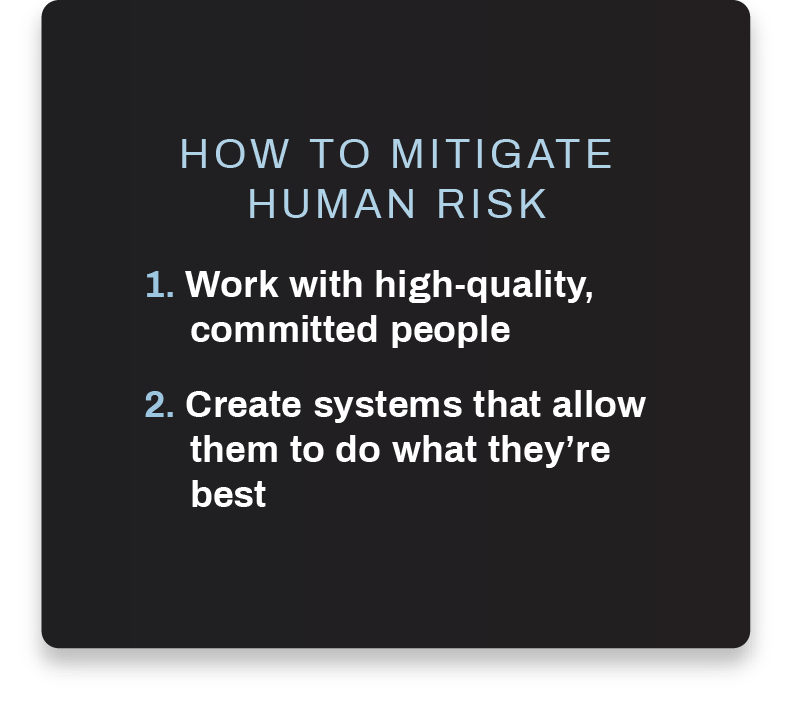 HOW TO MITIGATE
HUMAN RISK
1. Work with high-quality,
committed people
2. Create systems that allow
them to do what they’re
best